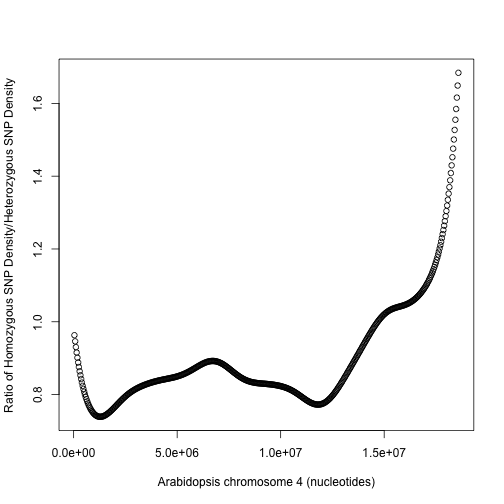 Ratio of Homozygous SNP Density/Heterozygous SNP Density
1.6
1.4
1.2
1.0
0.8
0.0e+00 5.0e+06 1.0e+07 1.5e+07
Arabidopsis chromosome 4 (nucleotides)